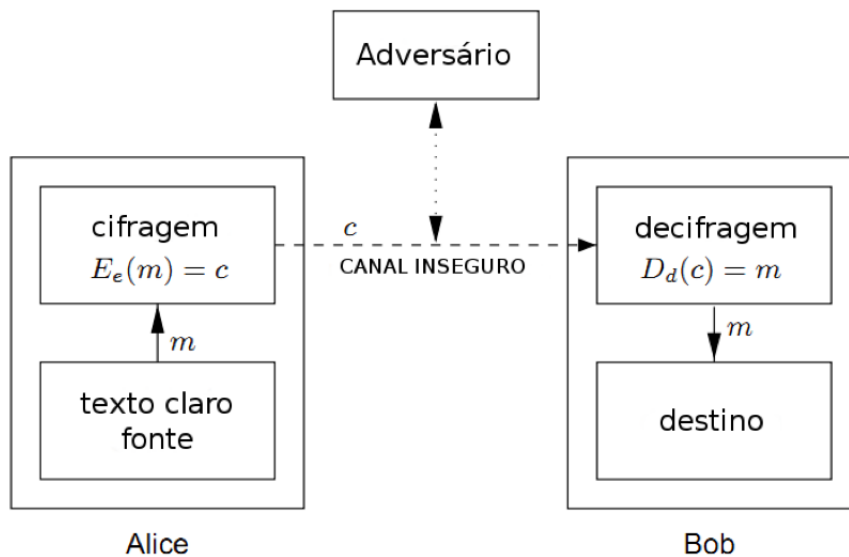 Adversário
cifragem
E_e(m) = c
c
CANAL INSEGURO
decifragem
D_d(c) = m
m
m
texto claro
fonte
destino
Alice
Bob